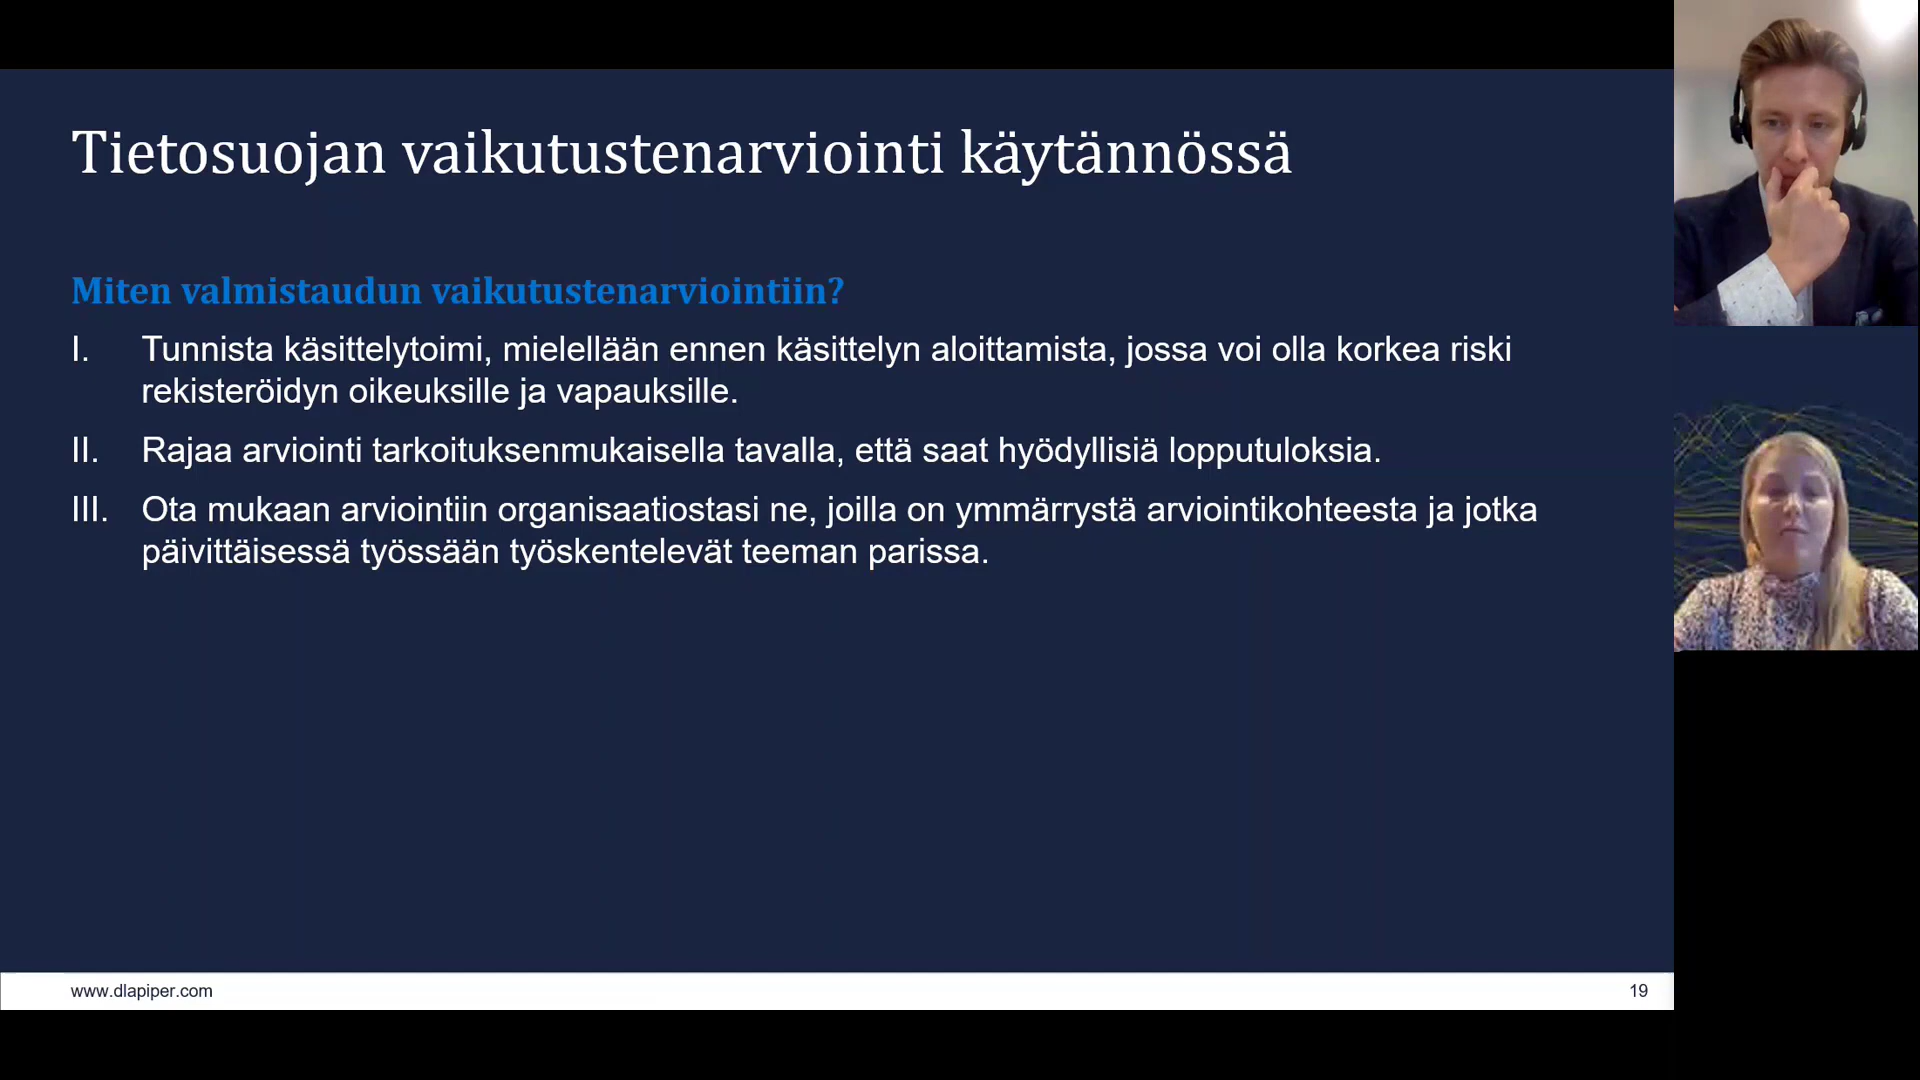 Tietosuojan vaikutustenarviointi käytännössä
Miten valmistaudun vaikutustenarviointiin?
I. Tunnista käsittelytoimi, mielellään ennen käsittelyn aloittamista, jossa voi olla korkea riski
rekisteröidyn oikeuksille ja vapauksille.
II. Rajaa arviointi tarkoituksenmukaisella tavalla, että saat hyödyllisiä lopputuloksia.
III. Ota mukaan arviointiin organisaatiostasi ne, joilla on ymmärrystä arviointikohteesta ja jotka
päivittäisessä työssään työskentelevät teeman parissa.
www.dlapiper.com
19